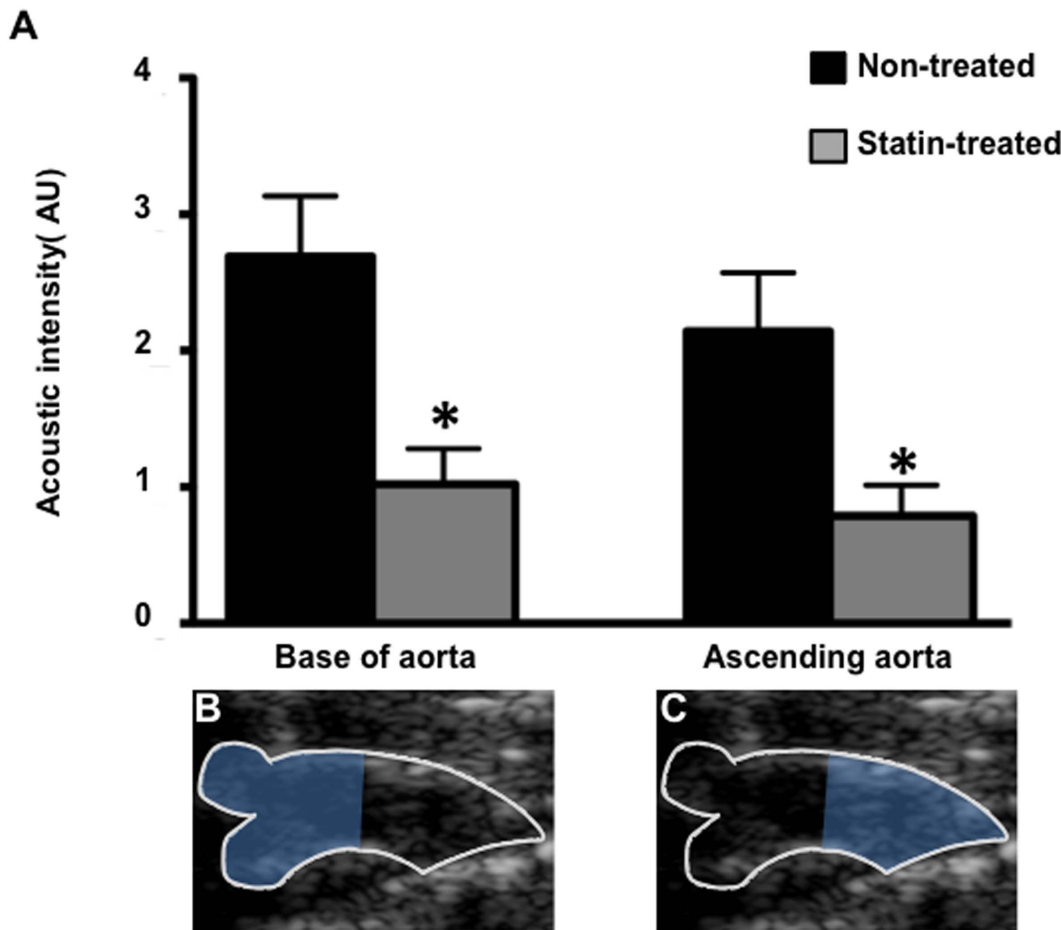 A
Non-treated
Statin-treated
Acoustic intensity( AU)
4
3
2
1
0
*
*
Base of aorta
Ascending aorta
B
C